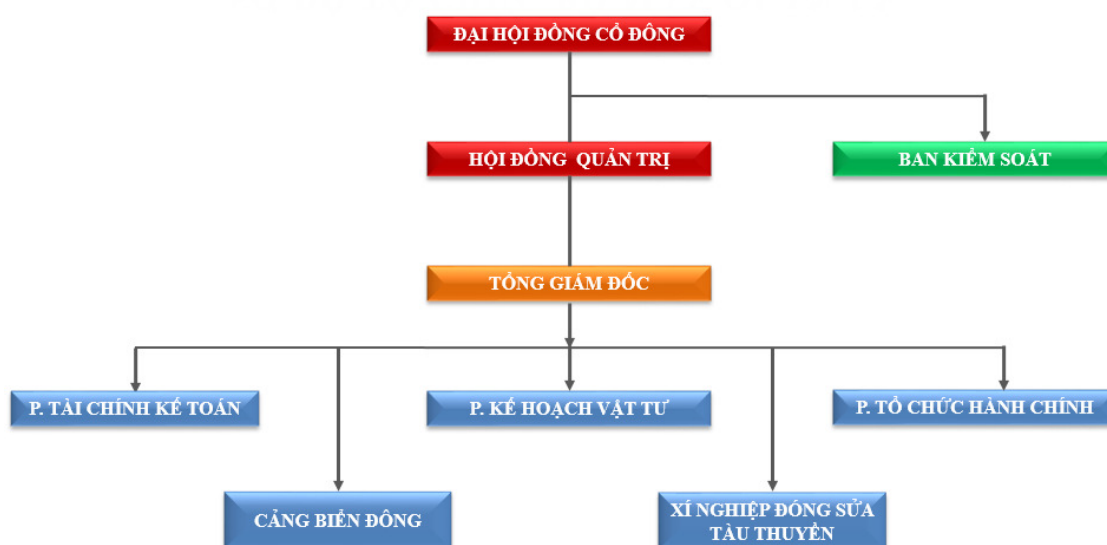 ĐẠI HỘI ĐỒNG CỔ ĐÔNG
HỘI ĐỒNG QUẢN TRỊ
BAN KIỂM SOÁT
TỔNG GIÁM ĐỐC
P. TÀI CHÍNH KẾ TOÁN
P. KẾ HOẠCH VẬT TƯ
P. TỔ CHỨC HÀNH CHÍNH
CẢNG BIỂN ĐÔNG
XÍ NGHIỆP ĐÓNG SỬA
TÀU THUYỀN